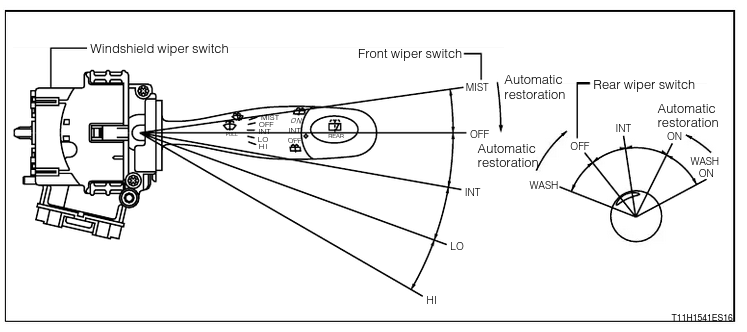 Windshield wiper switch
Front wiper switch
MIST
Automatic
restoration
OFF
Automatic
restoration
INT
LO
HI
Rear wiper switch
Automatic
restoration
ON
INT
OFF
WASH
WASH
ON
MIST
OFF
INT
LO
HI
ON
INT
OFF
REAR
T11H1541ES16